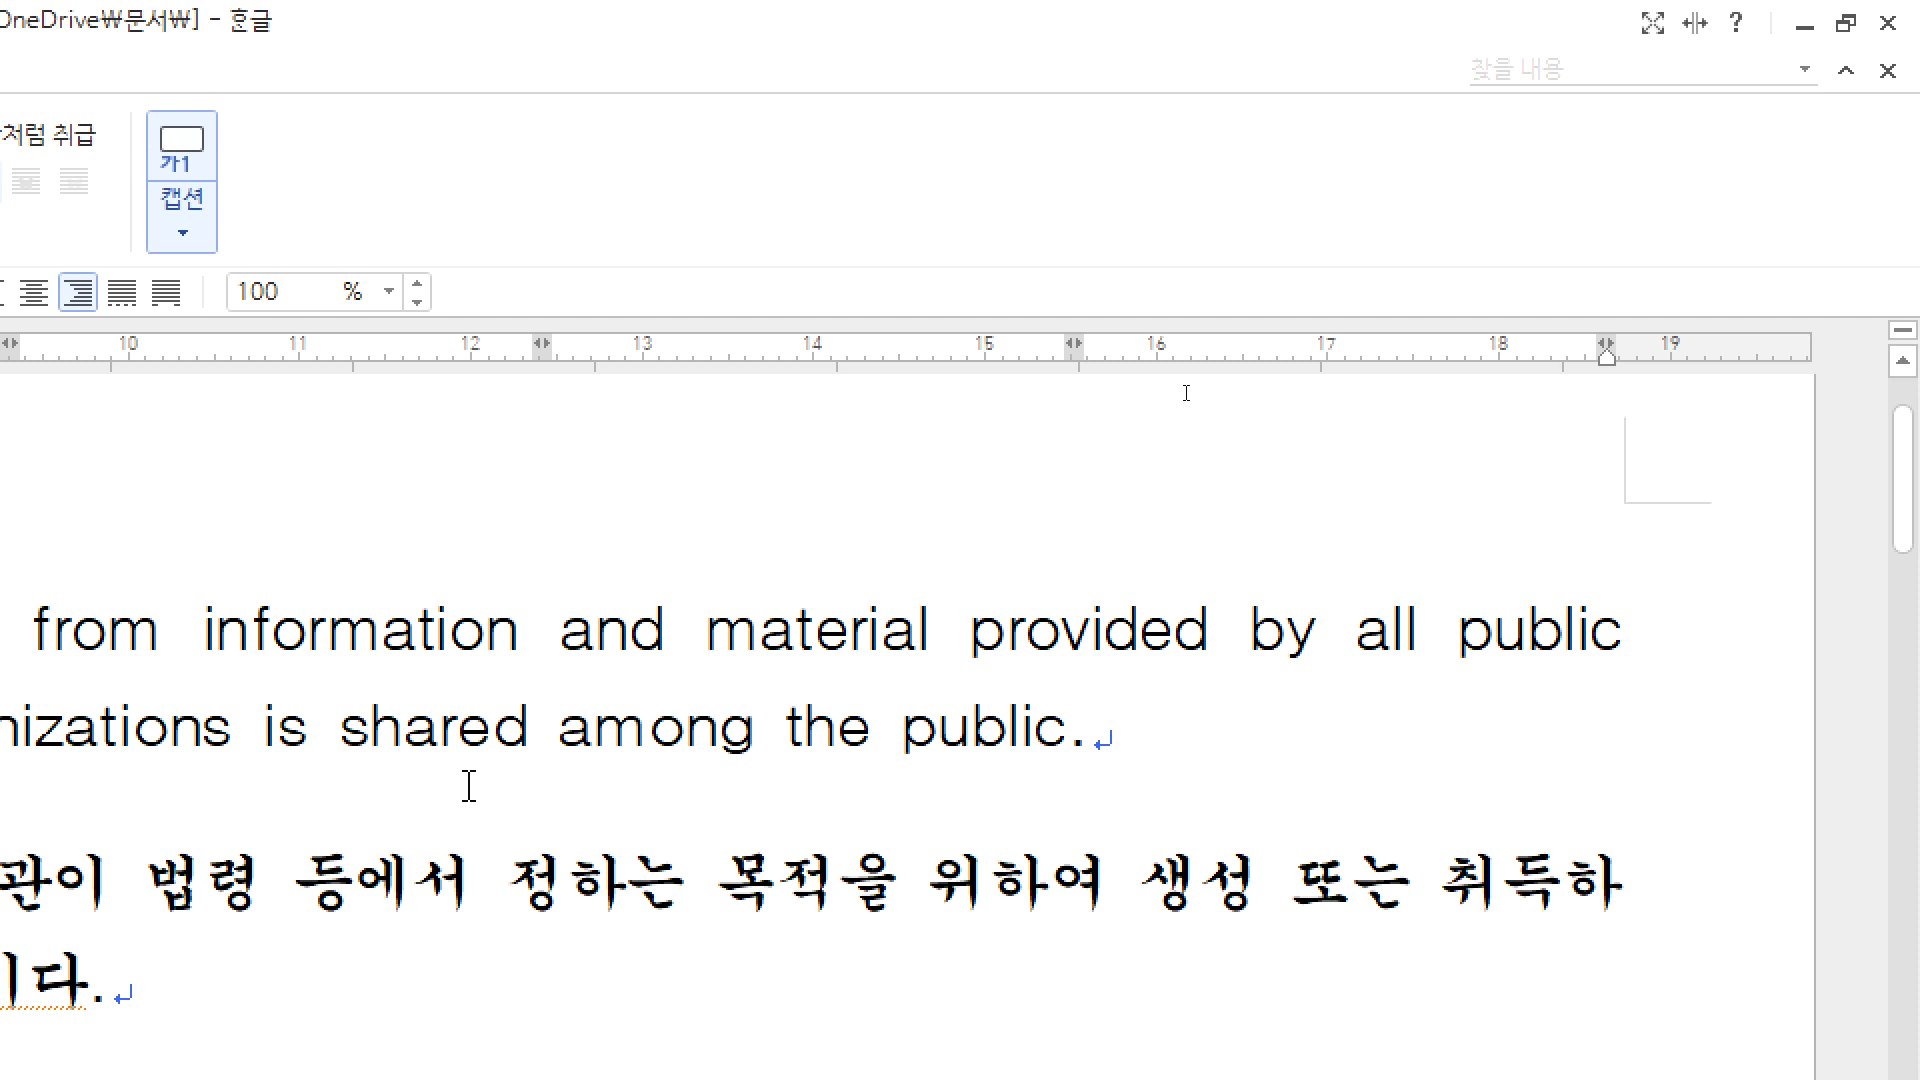 OneDrive₩문서₩] - 한글
찾을 내용
처럼 취급
가1
캡션
100 %
10 11 12 13 14 15 16 17 18 19
from information and material provided by all public
nizations is shared among the public.
관이 법령 등에서 정하는 목적을 위하여 생성 또는 취득하
이다.